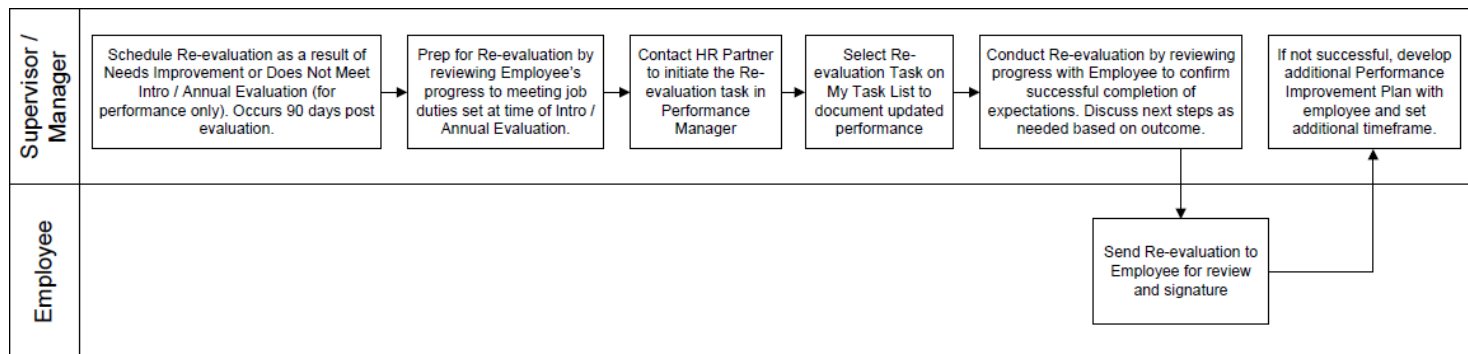 Supervisor /
Manager
Schedule Re-evaluation as a result of
Needs Improvement or Does Not Meet
Intro / Annual Evaluation (for
performance only). Occurs 90 days post
evaluation.
Prep for Re-evaluation by
reviewing Employee's
progress to meeting job
duties set at time of Intro /
Annual Evaluation.
Contact HR Partner
to initiate the Re-
evaluation task in
Performance
Manager
Select Re-
evaluation Task on
My Task List to
document updated
performance
Conduct Re-evaluation by reviewing
progress with Employee to confirm
successful completion of
expectations. Discuss next steps as
needed based on outcome.
If not successful, develop
additional Performance
Improvement Plan with
employee and set
additional timeframe.
Employee
Send Re-evaluation to
Employee for review
and signature